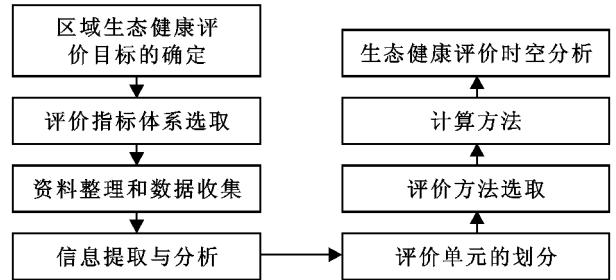 区域生态健康评
价目标的确定
评价指标体系选取
资料整理和数据收集
信息提取与分析
评价单元的划分
评价方法选取
计算方法
生态健康评价时空分析